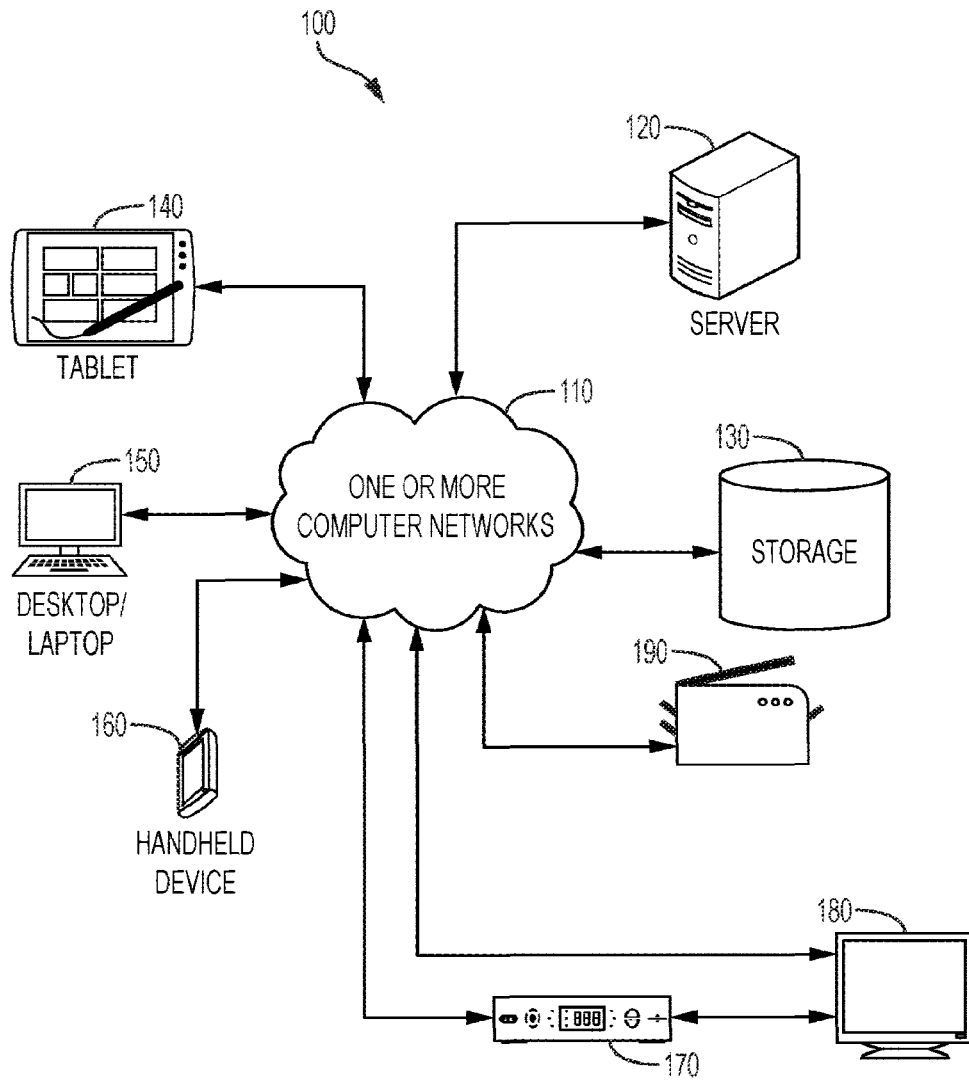 100
120
SERVER
140
TABLET
110
ONE OR MORE
COMPUTER NETWORKS
150
DESKTOP/
LAPTOP
130
STORAGE
190
160
HANDHELD
DEVICE
180
888
170